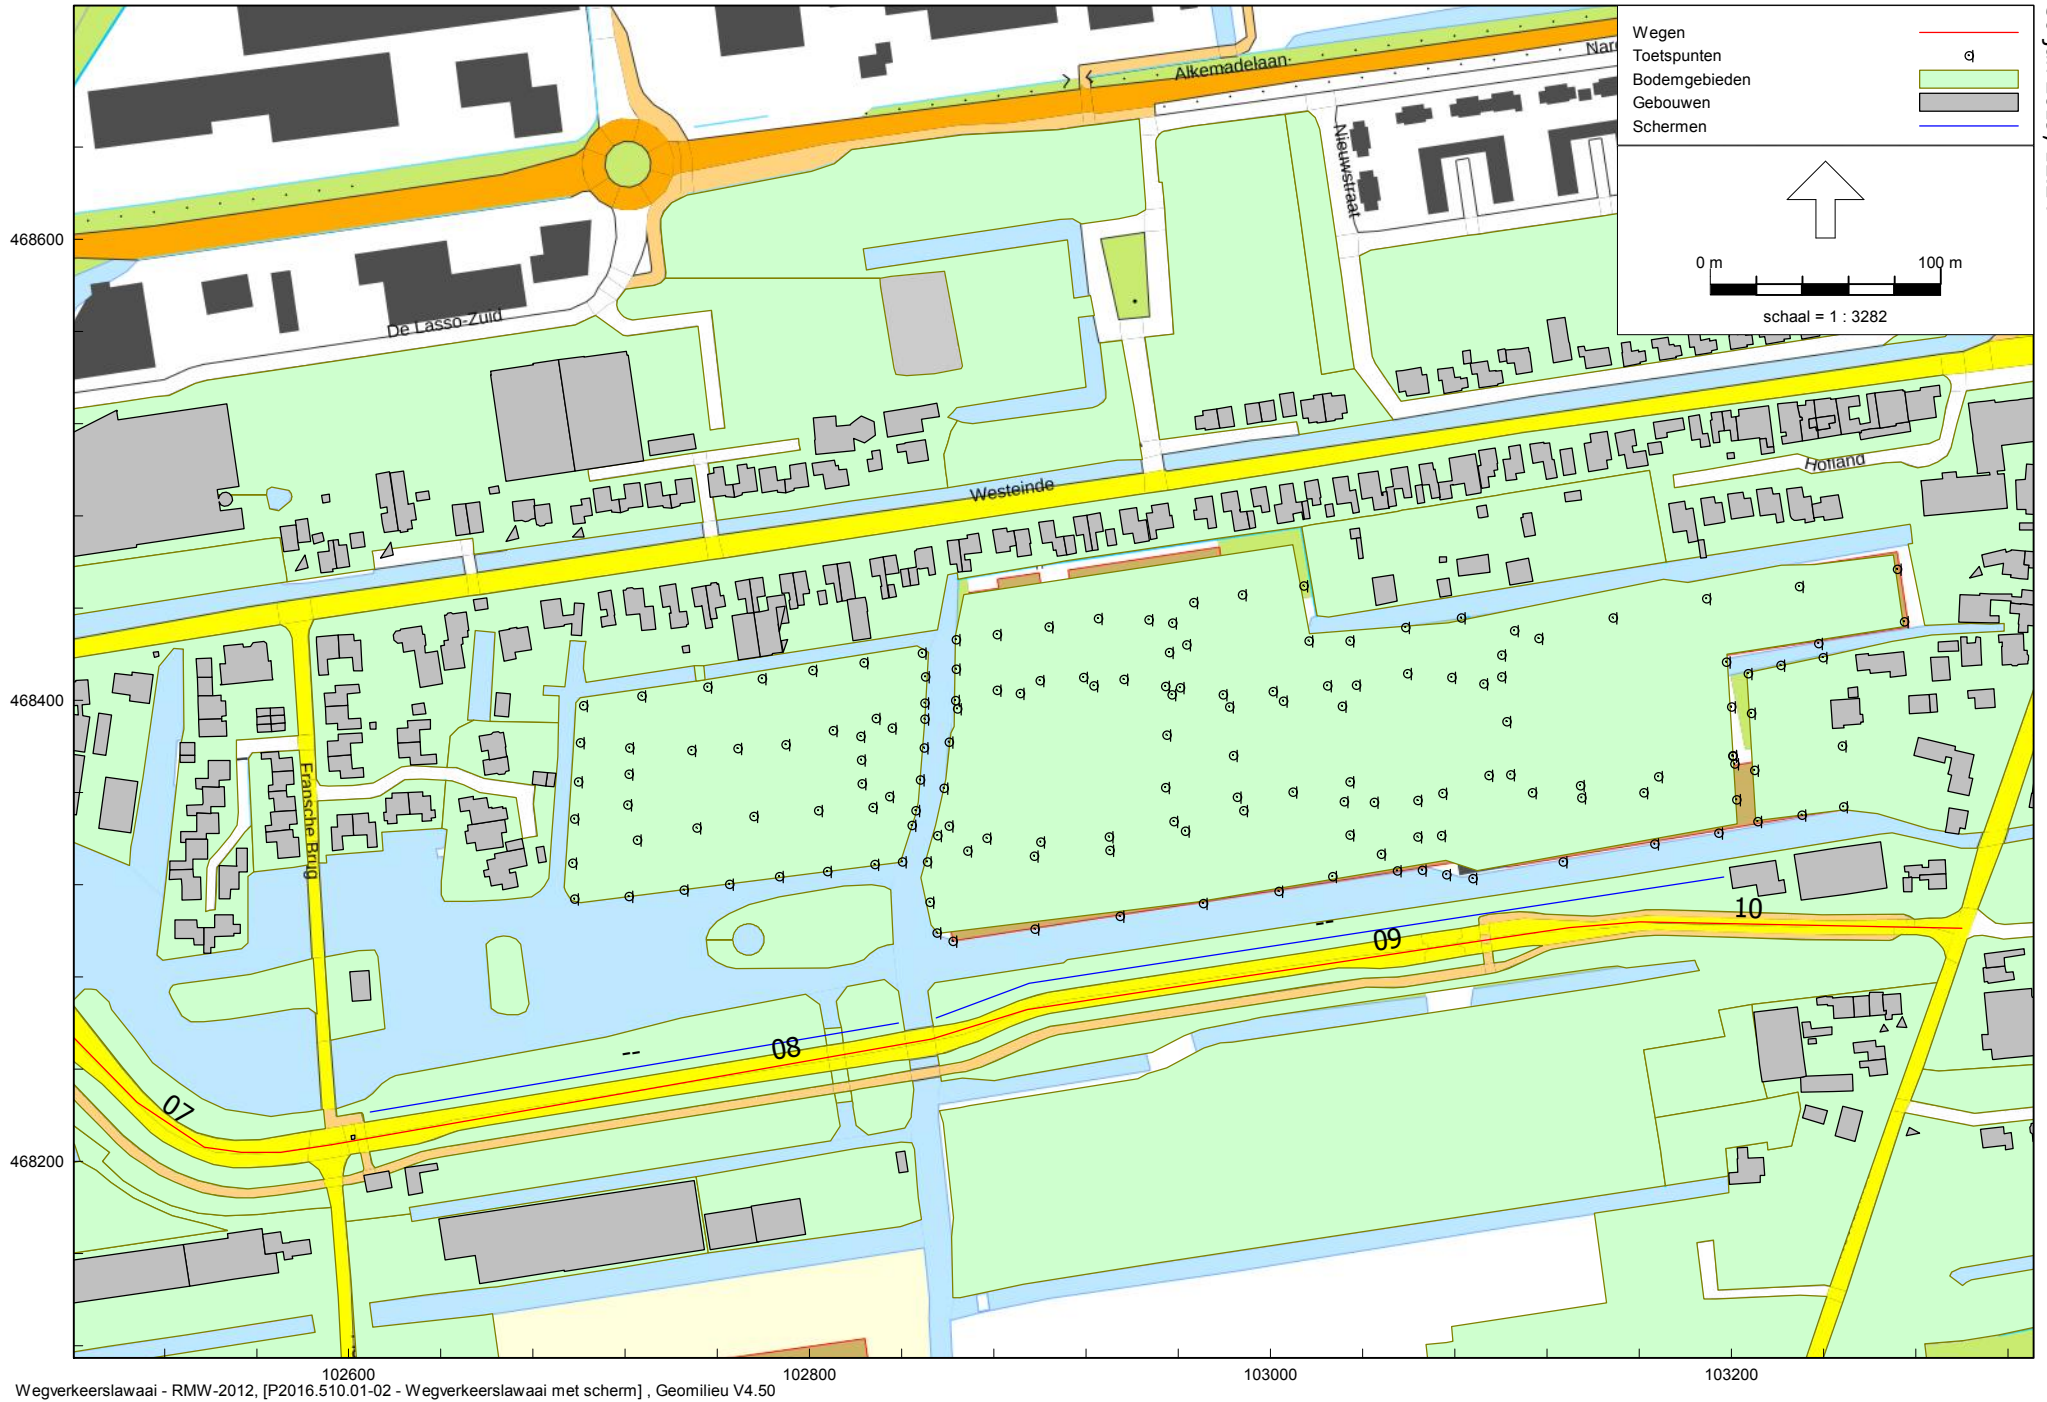 Wegen
Toetspunten
Bodemgebieden
Gebouwen
Schermen
0 m 100 m
schaal = 1 : 3282
Alkemadelaan
Nieuwstraat
De Lasso-Zuid
Westeinde
Hofland
Fransche Brug
07
08
09
10
--
--
468600
468400
468200
102600
102800
103000
103200
Wegverkeerslawaai - RMW-2012, [P2016.510.01-02 - Wegverkeerslawaai met scherm] , Geomilieu V4.50